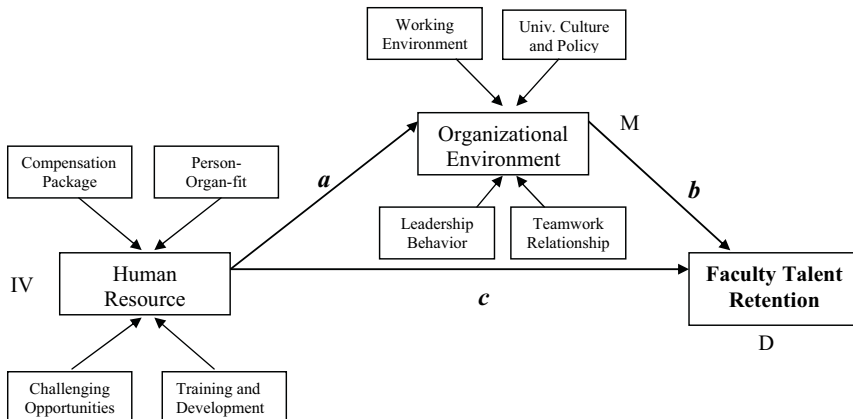 Working
Environment
Univ. Culture
and Policy
Organizational
Environment
M
Compensation
Package
Person-
Organ-fit
a
b
Leadership
Behavior
Teamwork
Relationship
IV
Human
Resource
c
Faculty Talent
Retention
D
Challenging
Opportunities
Training and
Development